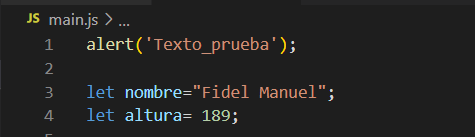 JS main.js > ...
1 alert('Texto_prueba');
2
3 let nombre="Fidel Manuel";
4 let altura= 189;